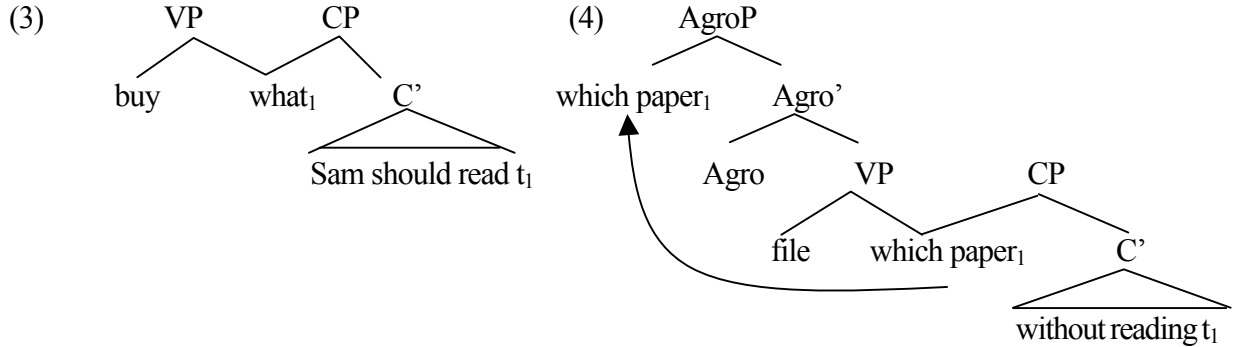 (3) VP CP (4) AgroP
buy what₁ C’ which paper₁ Agro’
Sam should read t₁ Agro VP CP
file which paper₁ C’
without reading t₁